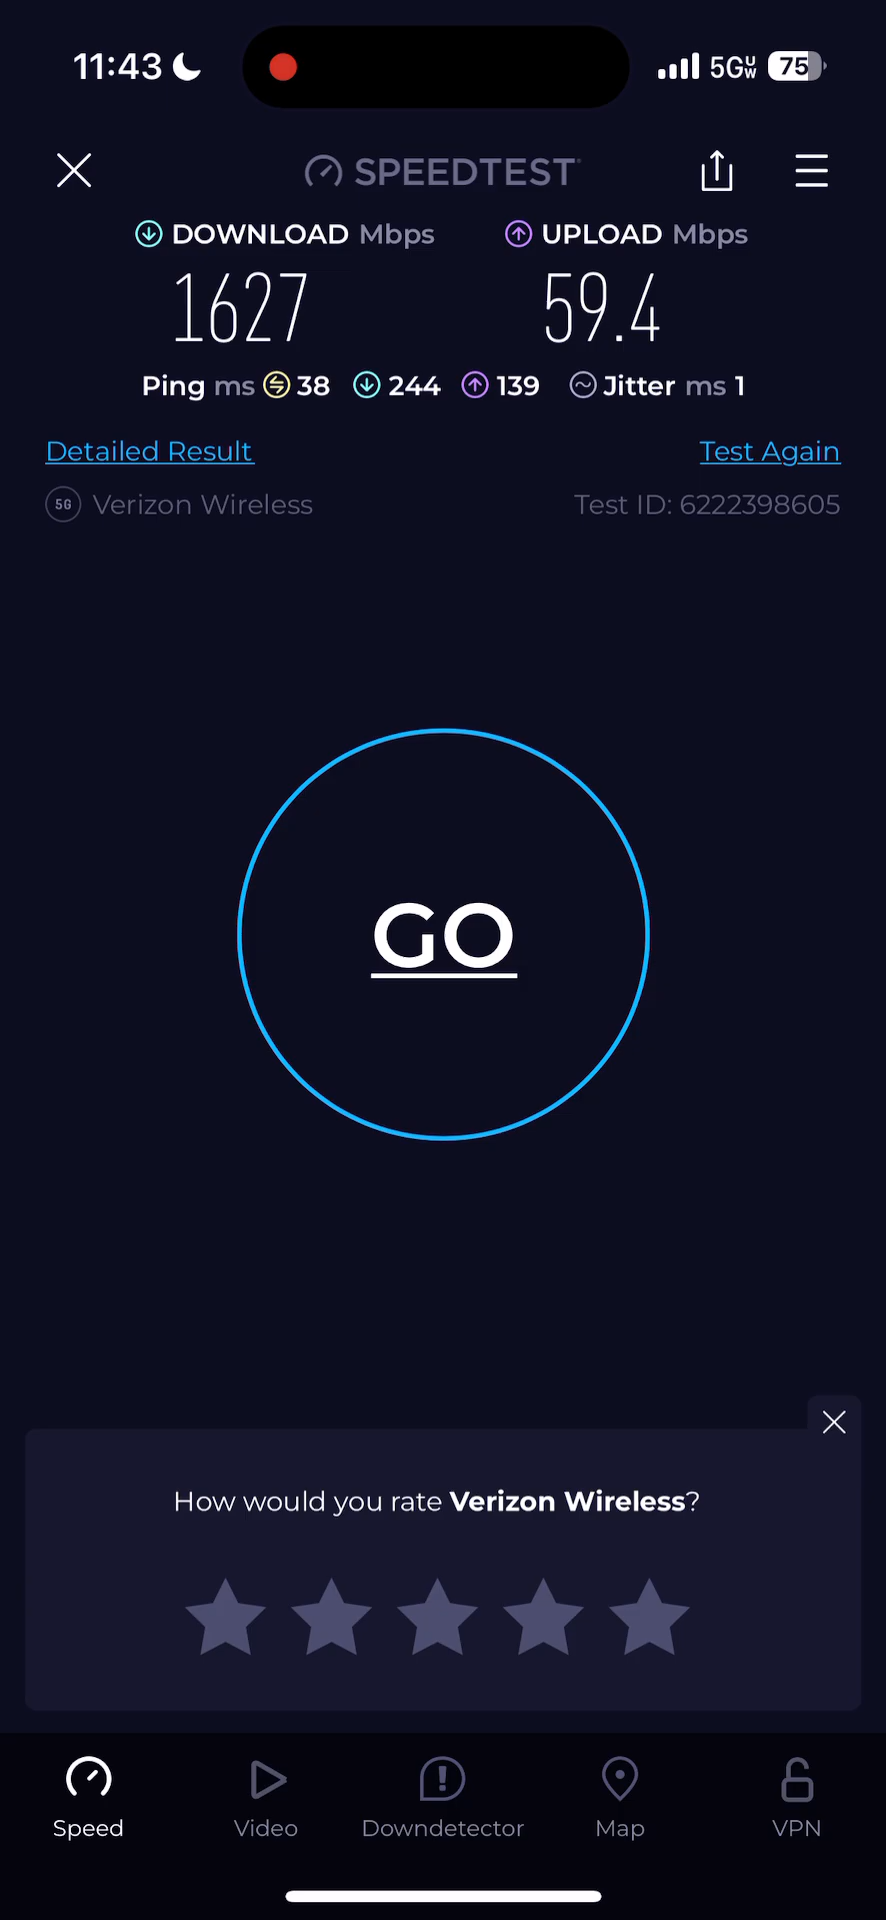 11:43 5G UW 75
SPEEDTEST
DOWNLOAD Mbps UPLOAD Mbps
1627 59.4
Ping ms 38 244 139 Jitter ms 1
Detailed Result Test Again
5G Verizon Wireless Test ID: 6222398605
GO
How would you rate Verizon Wireless?
Speed Video Downdetector Map VPN